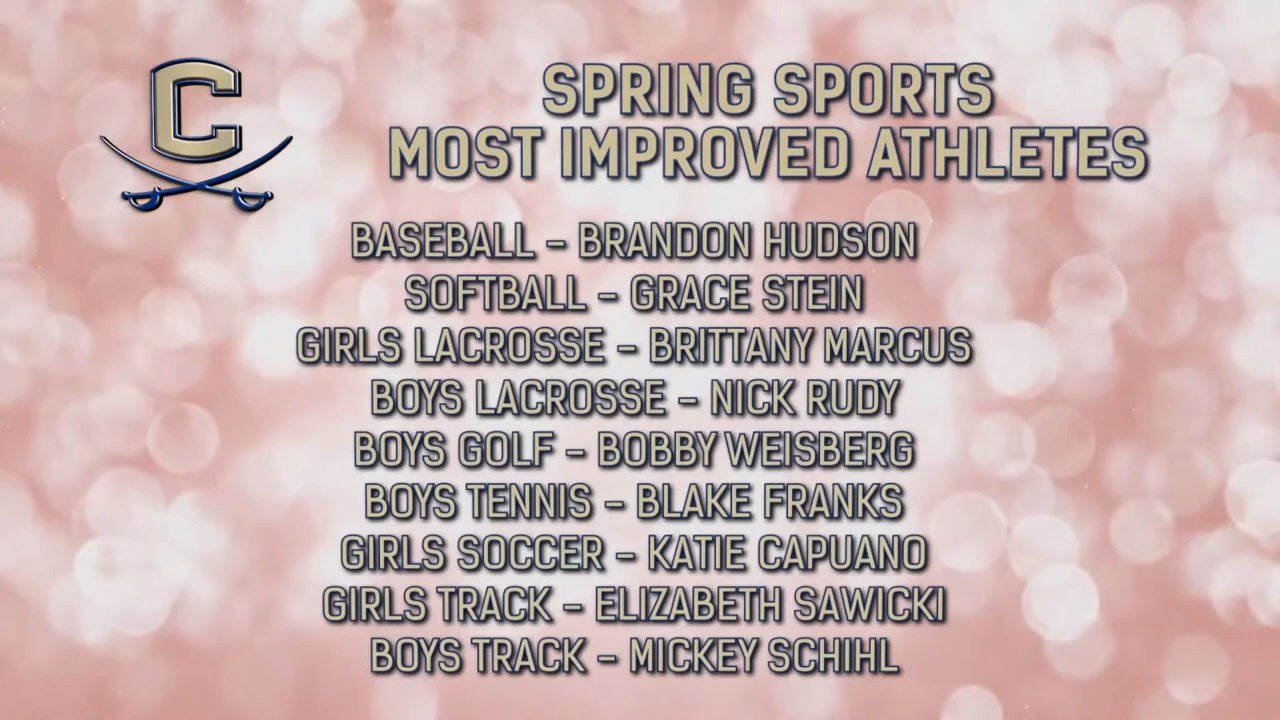 C
SPRING SPORTS
MOST IMPROVED ATHLETES
BASEBALL – BRANDON HUDSON
SOFTBALL – GRACE STEIN
GIRLS LACROSSE – BRITTANY MARCUS
BOYS LACROSSE – NICK RUDY
BOYS GOLF – BOBBY WEISBERG
BOYS TENNIS – BLAKE FRANKS
GIRLS SOCCER – KATIE CAPUANO
GIRLS TRACK – ELIZABETH SAWICKI
BOYS TRACK – MICKEY SCHIHL